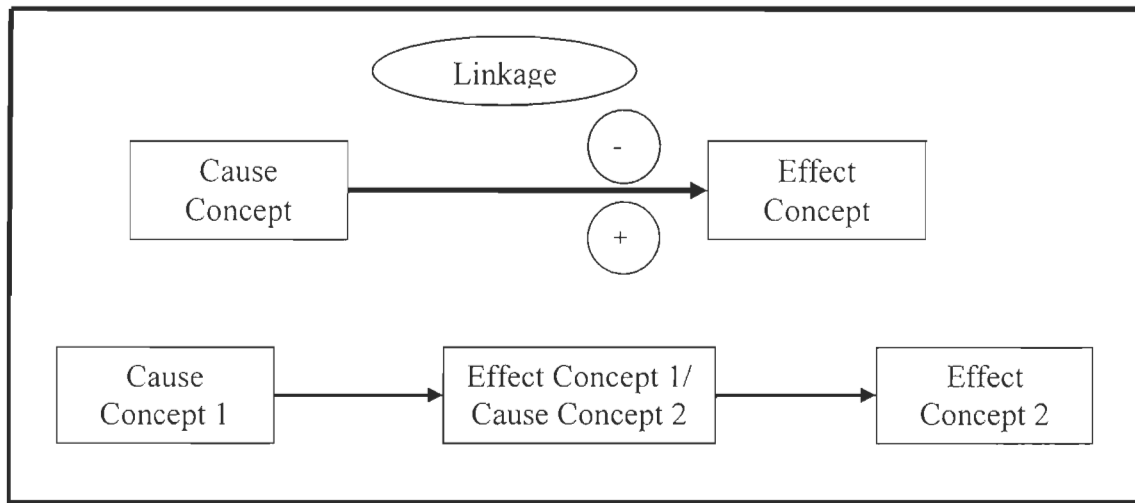 Linkage
-
Cause
Concept
Effect
Concept
+
Cause
Concept 1
Effect Concept 1/
Cause Concept 2
Effect
Concept 2